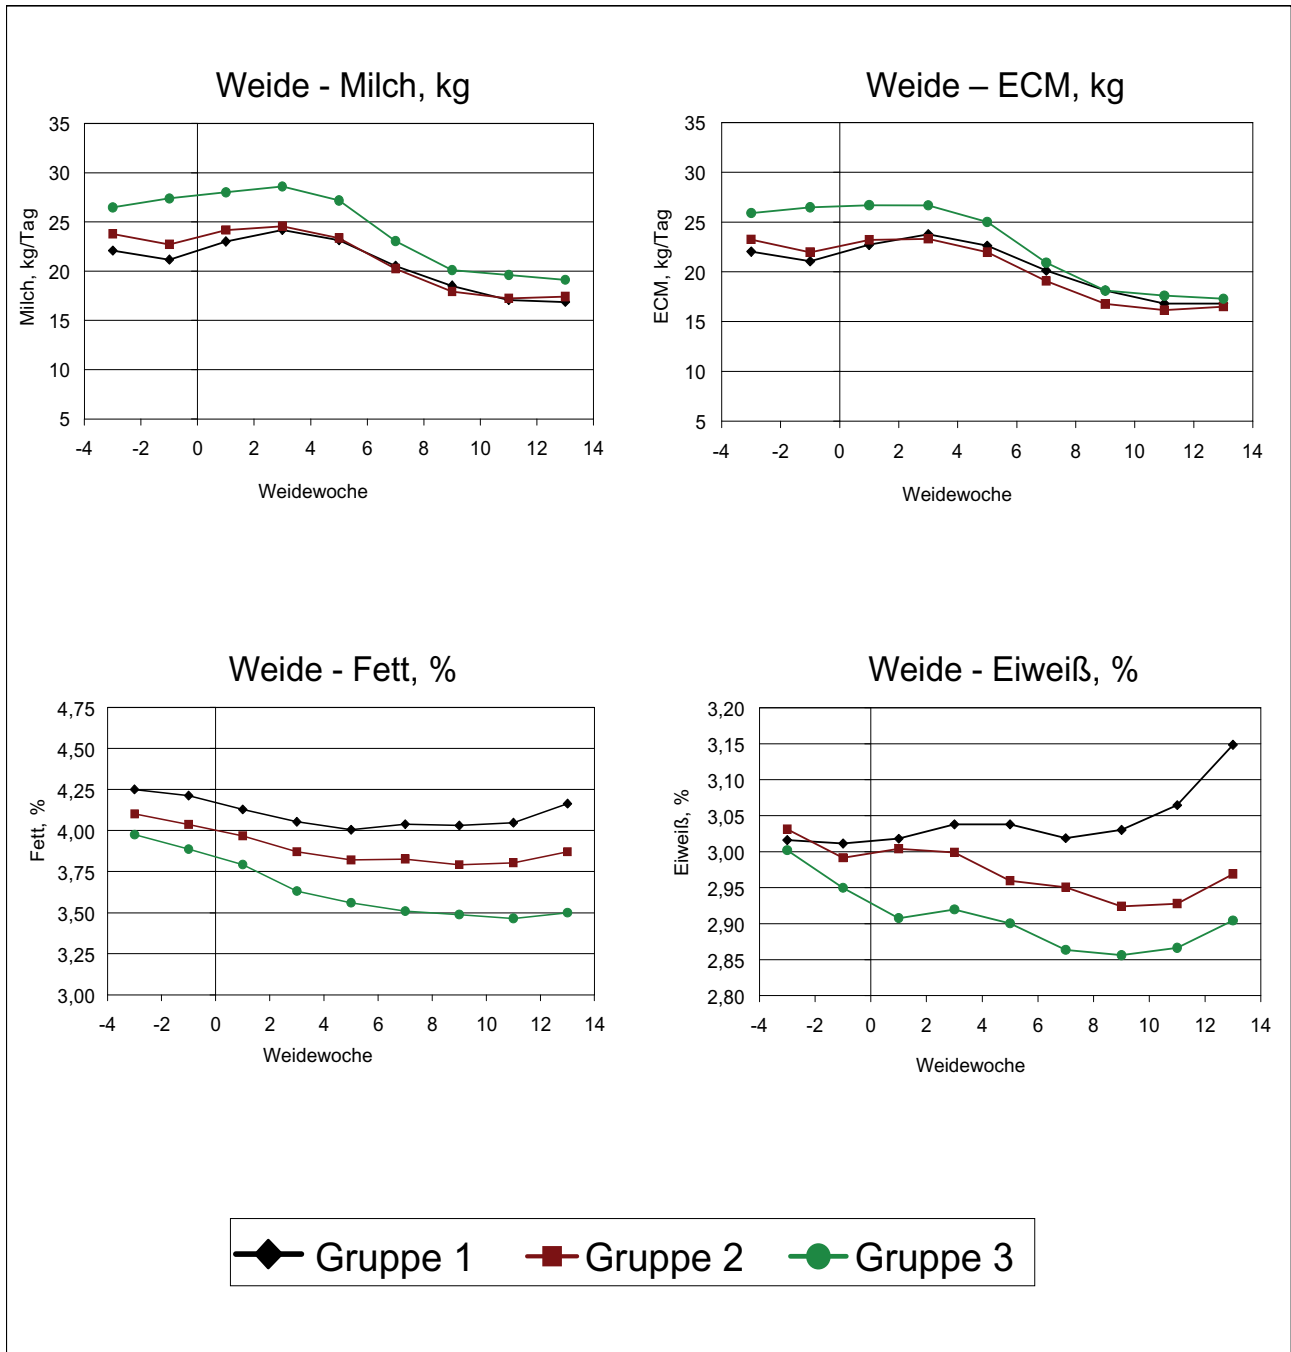 Weide - Milch, kg
35
30
25
20
15
10
5
-4 -2 0 2 4 6 8 10 12 14
Milch, kg/Tag
Weidewoche
Weide – ECM, kg
35
30
25
20
15
10
5
-4 -2 0 2 4 6 8 10 12 14
ECM, kg/Tag
Weidewoche
Weide - Fett, %
4,75
4,50
4,25
4,00
3,75
3,50
3,25
3,00
-4 -2 0 2 4 6 8 10 12 14
Fett, %
Weidewoche
Weide - Eiweiß, %
3,20
3,15
3,10
3,05
3,00
2,95
2,90
2,85
2,80
-4 -2 0 2 4 6 8 10 12 14
Eiweiß, %
Weidewoche
Gruppe 1 Gruppe 2 Gruppe 3